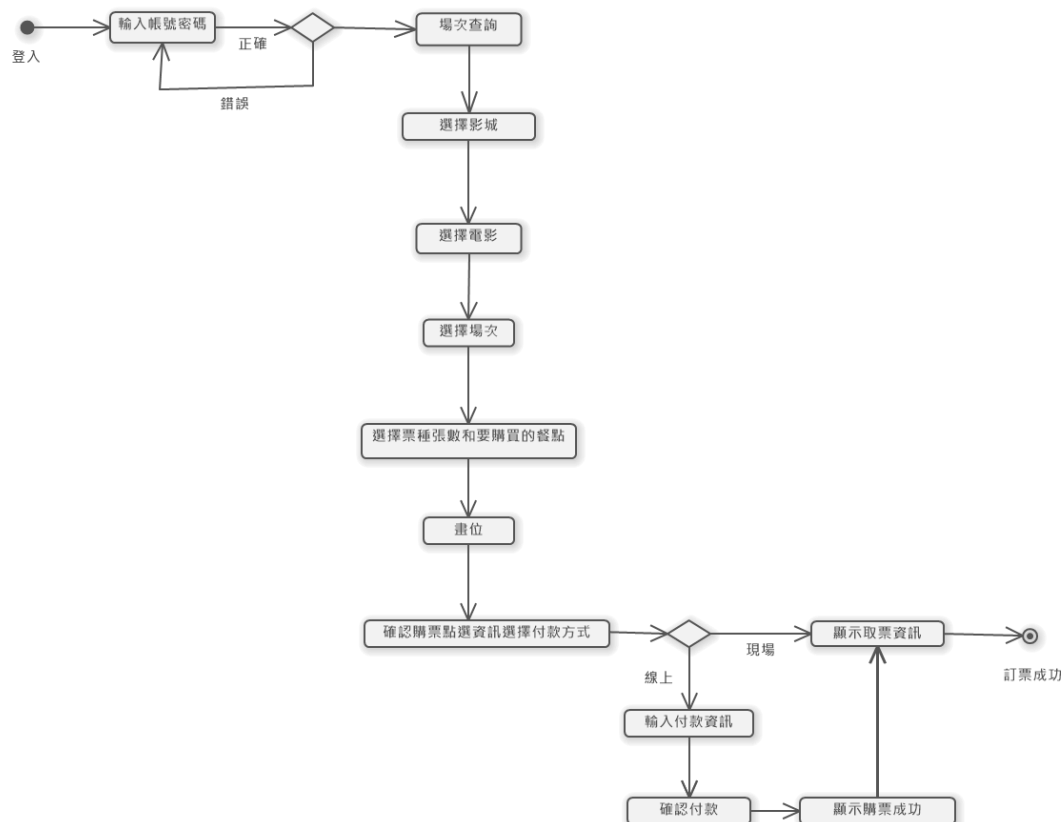 登入
輸入帳號密碼
正確
錯誤
場次查詢
選擇影城
選擇電影
選擇場次
選擇票種張數和要購買的餐點
畫位
確認購票點選資訊選擇付款方式
現場
顯示取票資訊
訂票成功
線上
輸入付款資訊
確認付款
顯示購票成功